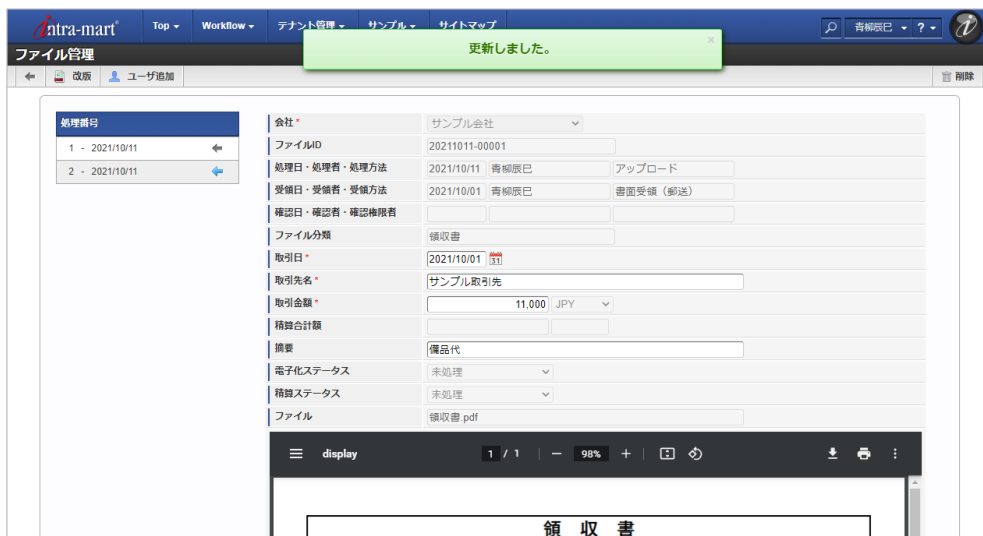 intra-mart Top Workflow テナント管理 サンプル サイトマップ 青柳辰巳 ?
更新しました。 ×
ファイル管理
改版 ユーザ追加 削除
処理番号
1 - 2021/10/11
2 - 2021/10/11
会社* サンプル会社
ファイルID 20211011-00001
処理日・処理者・処理方法 2021/10/11 青柳辰巳 アップロード
受領日・受領者・受領方法 2021/10/01 青柳辰巳 書面受領（郵送）
確認日・確認者・確認権限者
ファイル分類 領収書
取引日* 2021/10/01 31
取引先名* サンプル取引先
取引金額* 11,000 JPY
精算合計額
摘要 備品代
電子化ステータス 未処理
精算ステータス 未処理
ファイル 領収書.pdf
display 1 / 1 | − 98% + |
領 収 書